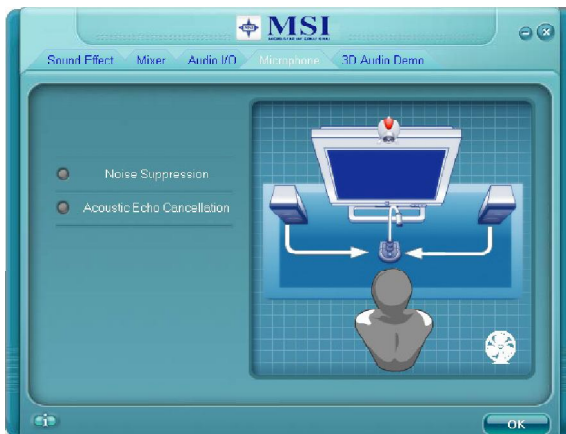 MSI
Sound Effect Mixer Audio I/O Microphone 3D Audio Demo
Noise Suppression
Acoustic Echo Cancellation
i
OK